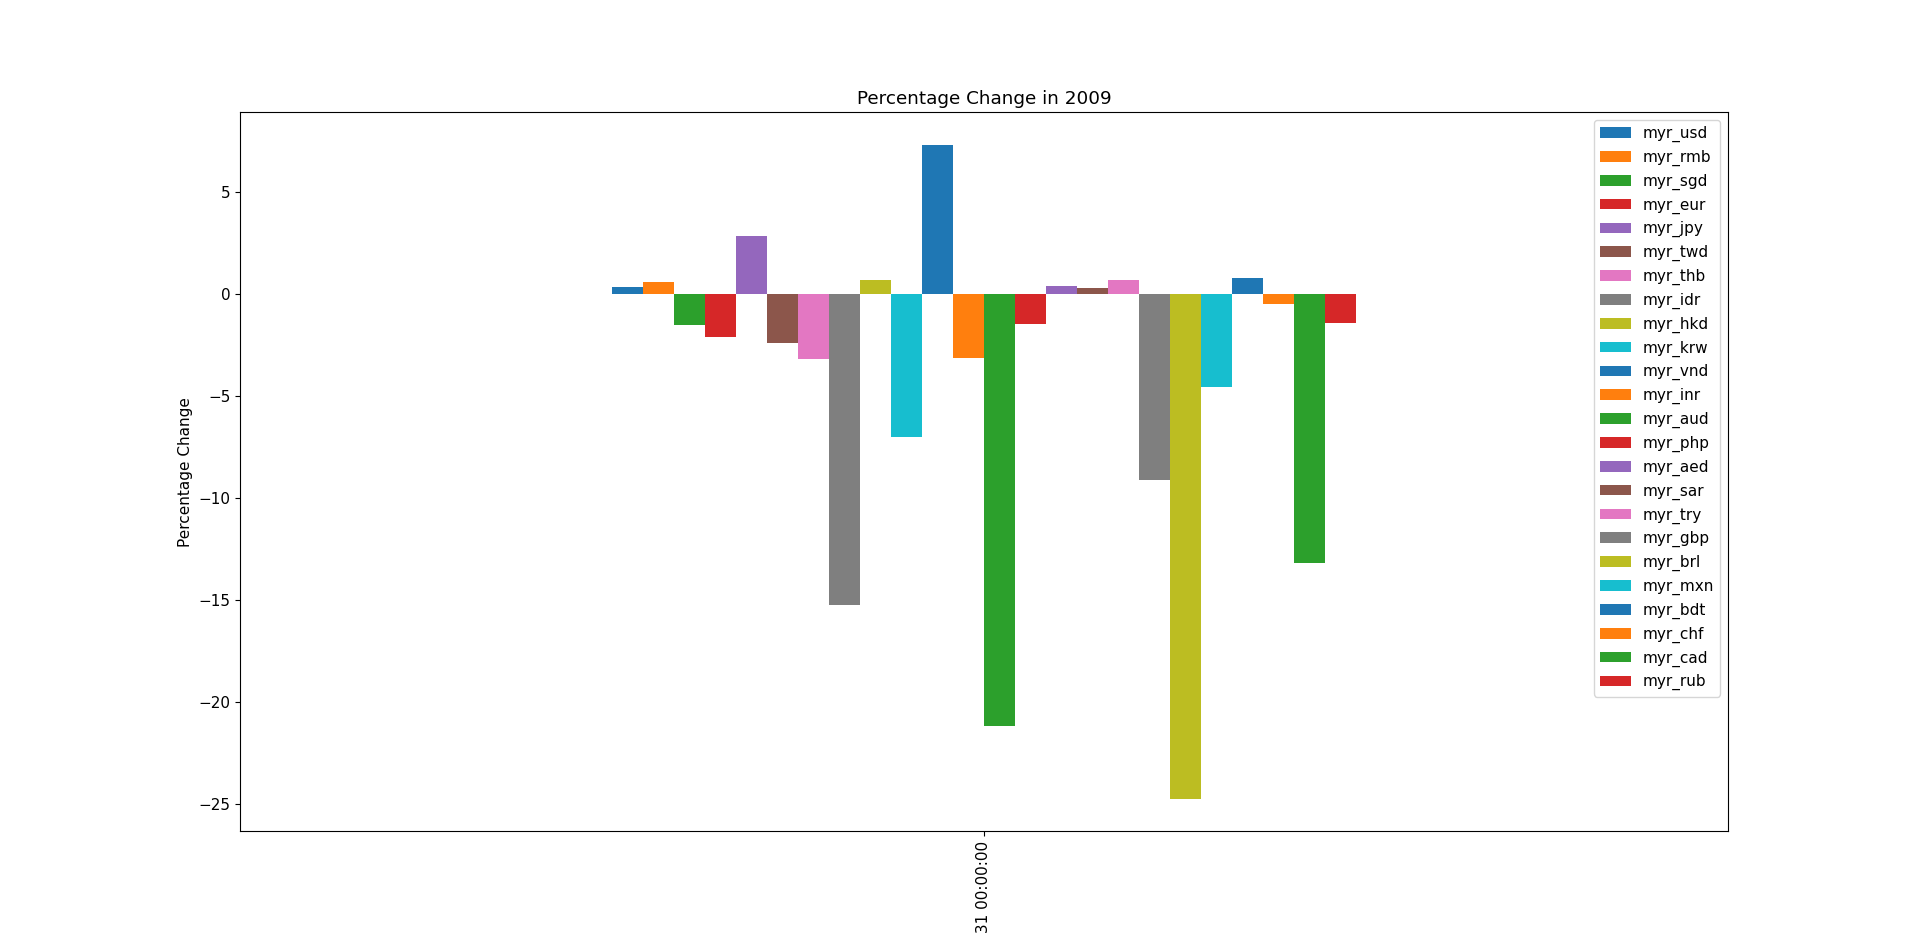 Percentage Change in 2009
Percentage Change
5
0
−5
−10
−15
−20
−25
31 00:00:00
myr_usd
myr_rmb
myr_sgd
myr_eur
myr_jpy
myr_twd
myr_thb
myr_idr
myr_hkd
myr_krw
myr_vnd
myr_inr
myr_aud
myr_php
myr_aed
myr_sar
myr_try
myr_gbp
myr_brl
myr_mxn
myr_bdt
myr_chf
myr_cad
myr_rub